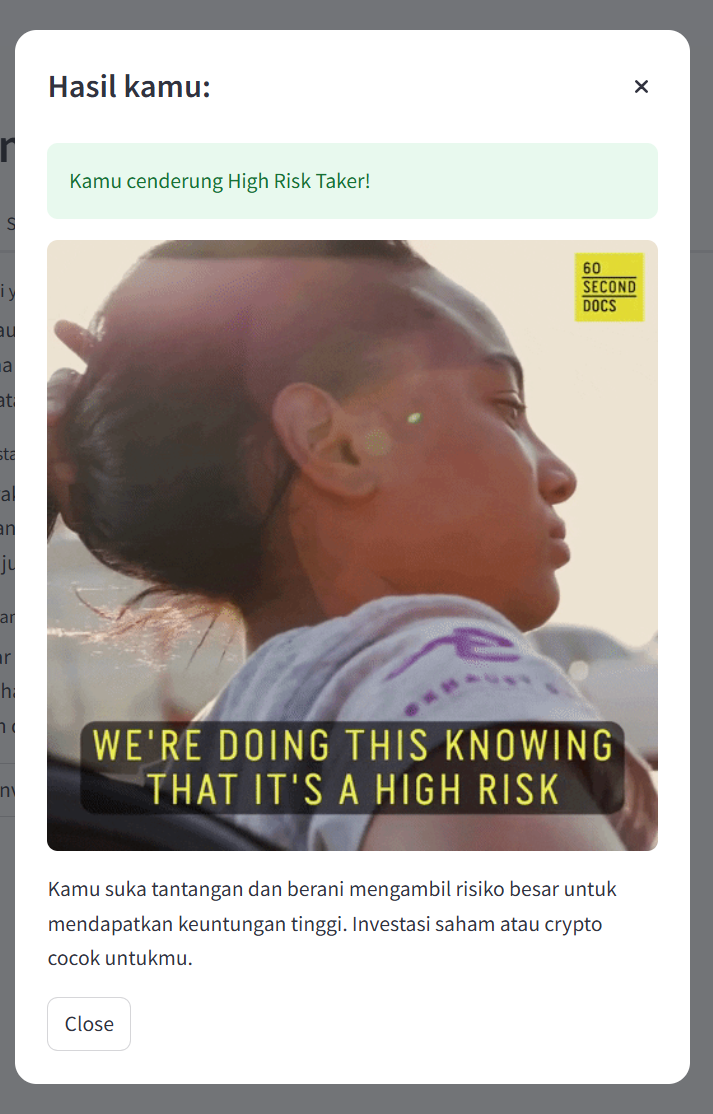 Hasil kamu:
Kamu cenderung High Risk Taker!
60
SECOND
DOCS
WE'RE DOING THIS KNOWING
THAT IT'S A HIGH RISK
Kamu suka tantangan dan berani mengambil risiko besar untuk
mendapatkan keuntungan tinggi. Investasi saham atau crypto
cocok untukmu.
Close